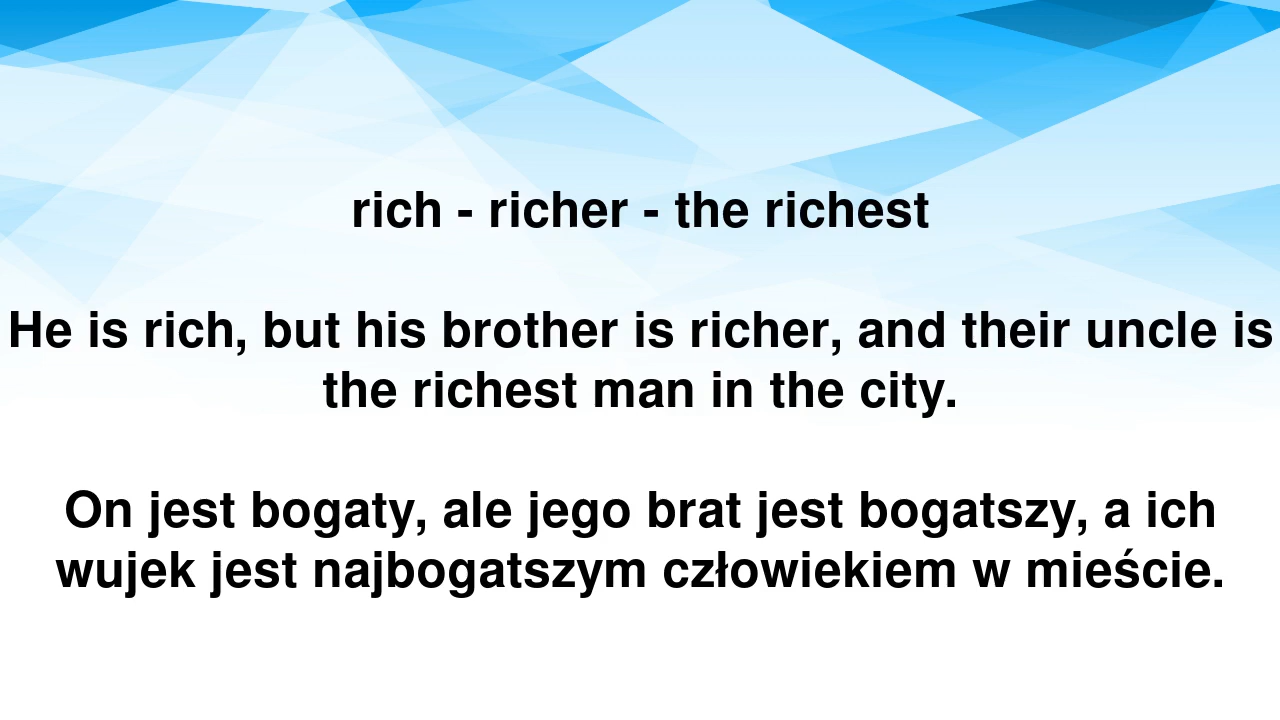 rich - richer - the richest
He is rich, but his brother is richer, and their uncle is
the richest man in the city.
On jest bogaty, ale jego brat jest bogatszy, a ich
wujek jest najbogatszym człowiekiem w mieście.